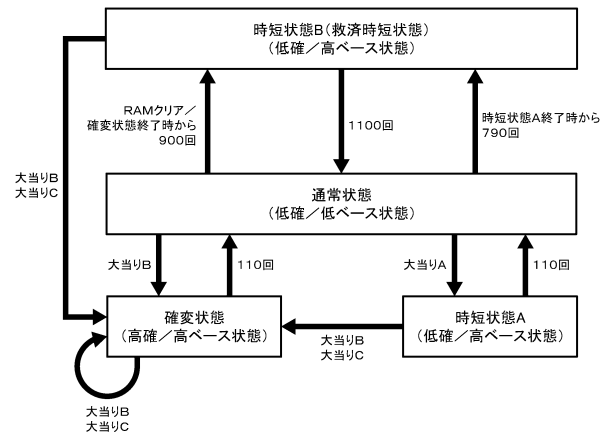 時短状態B（救済時短状態）
（低確／高ベース状態）
RAMクリア／
確変状態終了時から
900回
1100回
時短状態A終了時から
790回
大当りB
大当りC
通常状態
（低確／低ベース状態）
大当りB
110回
大当りA
110回
確変状態
（高確／高ベース状態）
時短状態A
（低確／高ベース状態）
大当りB
大当りC
大当りB
大当りC